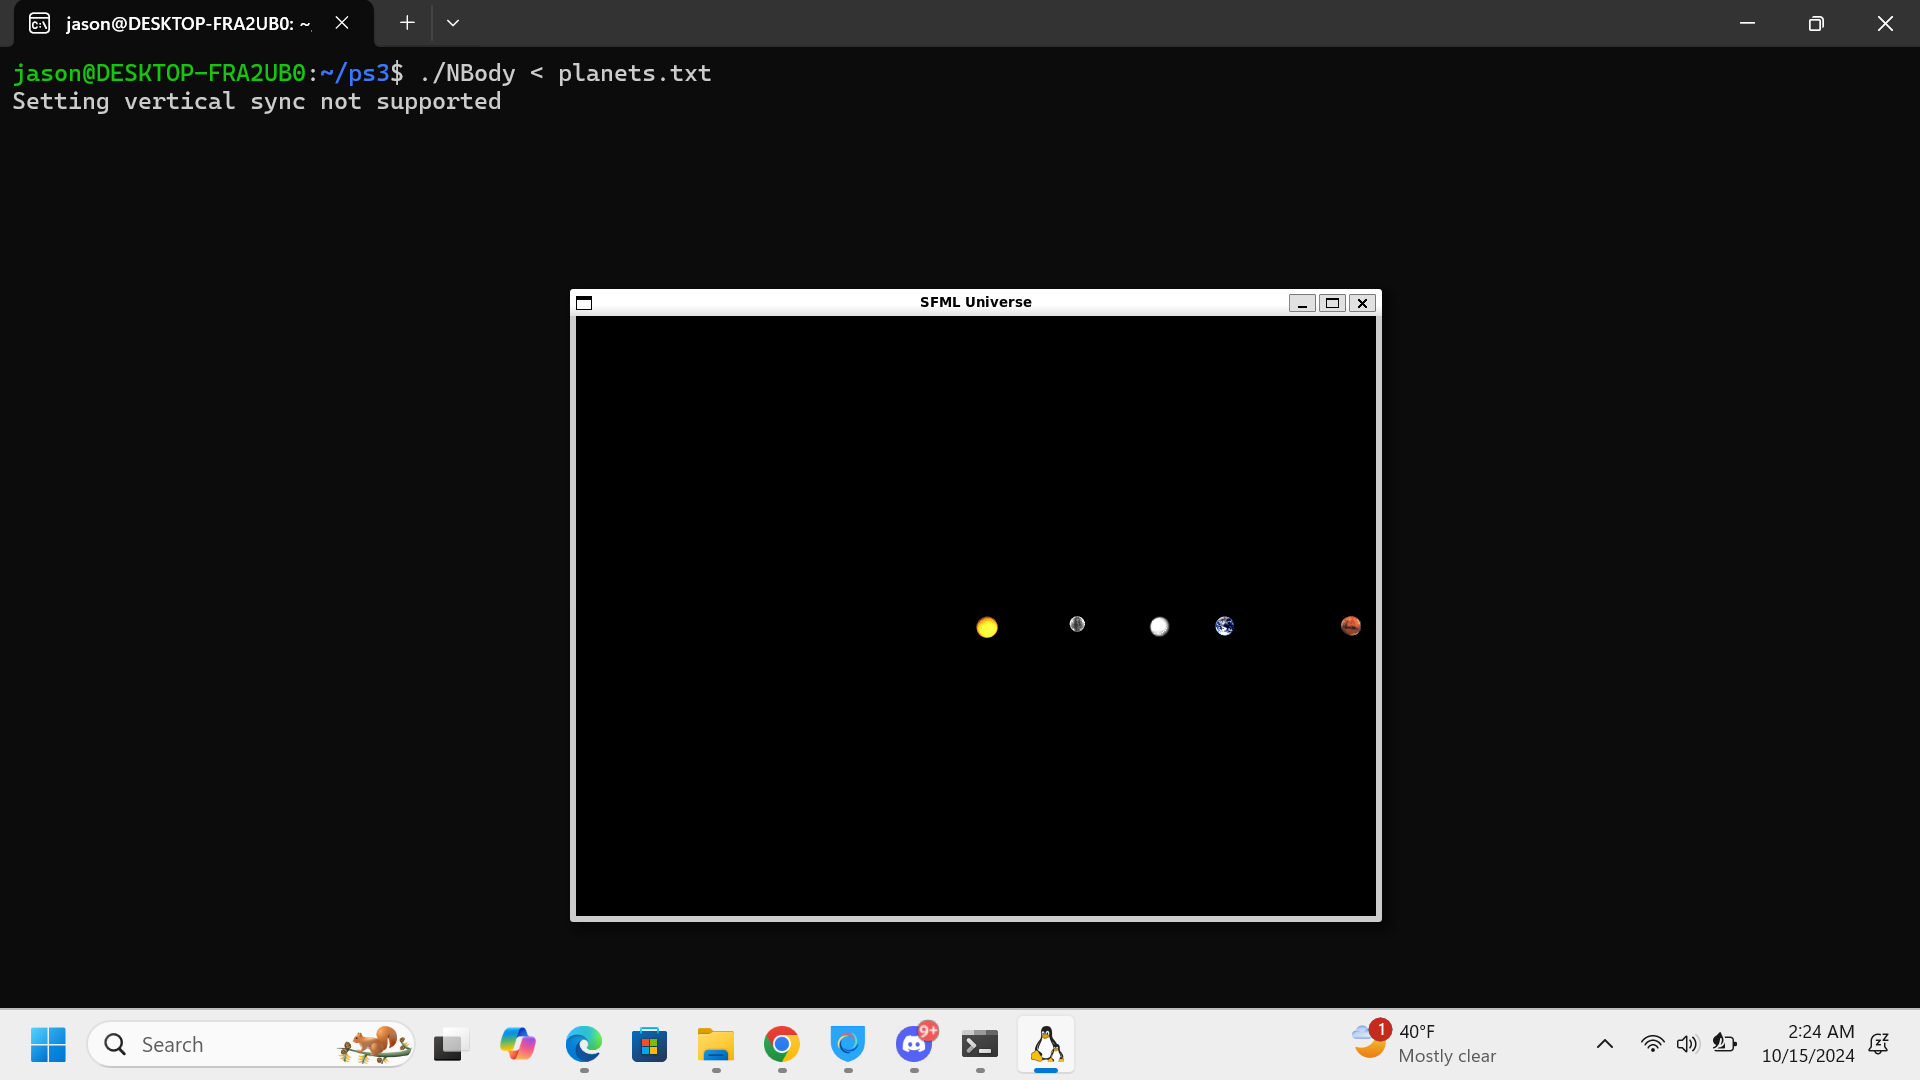 jason@DESKTOP-FRA2UB0: ~
jason@DESKTOP-FRA2UB0:~/ps3$ ./NBody < planets.txt
Setting vertical sync not supported
SFML Universe
Search
9+
1
40°F
Mostly clear
2:24 AM
10/15/2024